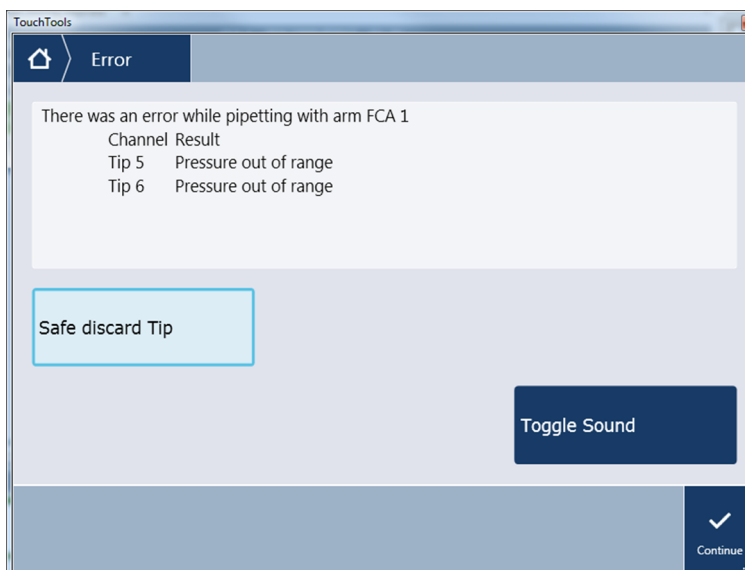 TouchTools
Error
There was an error while pipetting with arm FCA 1
Channel Result
Tip 5 Pressure out of range
Tip 6 Pressure out of range
Safe discard Tip
Toggle Sound
Continue